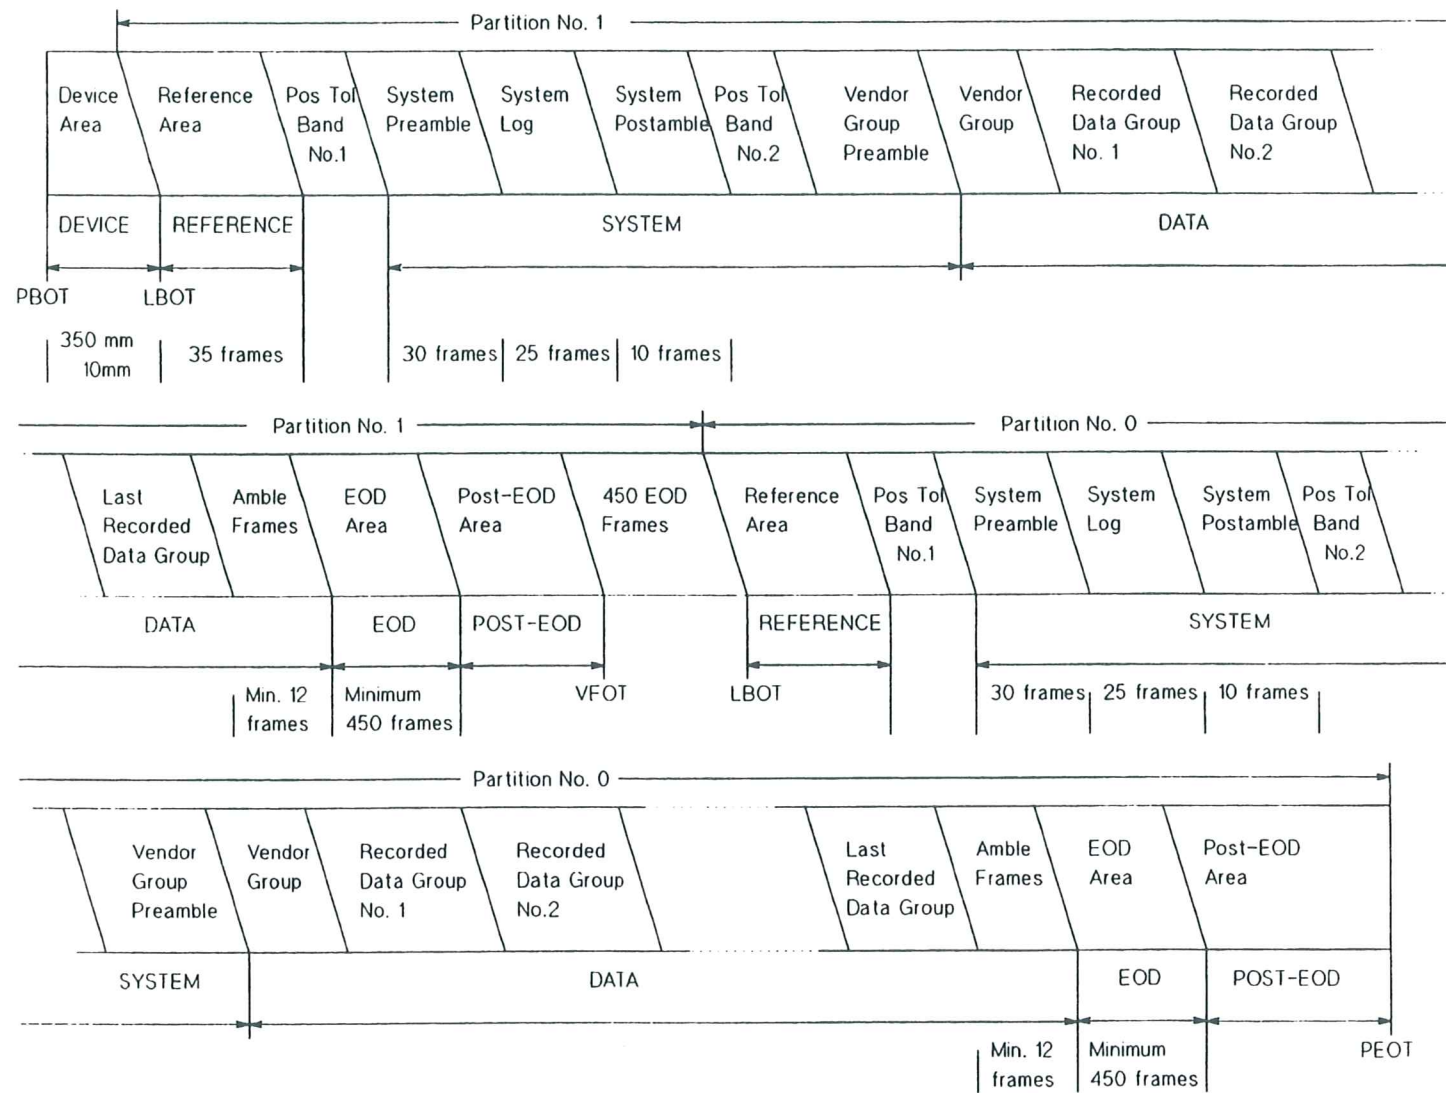 Partition No. 1
Device Area
Reference Area
Pos Tol Band No.1
System Preamble
System Log
System Postamble
Pos Tol Band No.2
Vendor Group Preamble
Vendor Group
Recorded Data Group No. 1
Recorded Data Group No.2
DEVICE
REFERENCE
SYSTEM
DATA
PBOT
LBOT
350 mm 10mm
35 frames
30 frames
25 frames
10 frames
Partition No. 1
Partition No. 0
Last Recorded Data Group
Amble Frames
EOD Area
Post-EOD Area
450 EOD Frames
Reference Area
Pos Tol Band No.1
System Preamble
System Log
System Postamble
Pos Tol Band No.2
DATA
EOD
POST-EOD
REFERENCE
SYSTEM
VFOT
LBOT
Min. 12 frames
Minimum 450 frames
30 frames
25 frames
10 frames
Partition No. 0
Vendor Group Preamble
Vendor Group
Recorded Data Group No. 1
Recorded Data Group No.2
Last Recorded Data Group
Amble Frames
EOD Area
Post-EOD Area
SYSTEM
DATA
EOD
POST-EOD
PEOT
Min. 12 frames
Minimum 450 frames